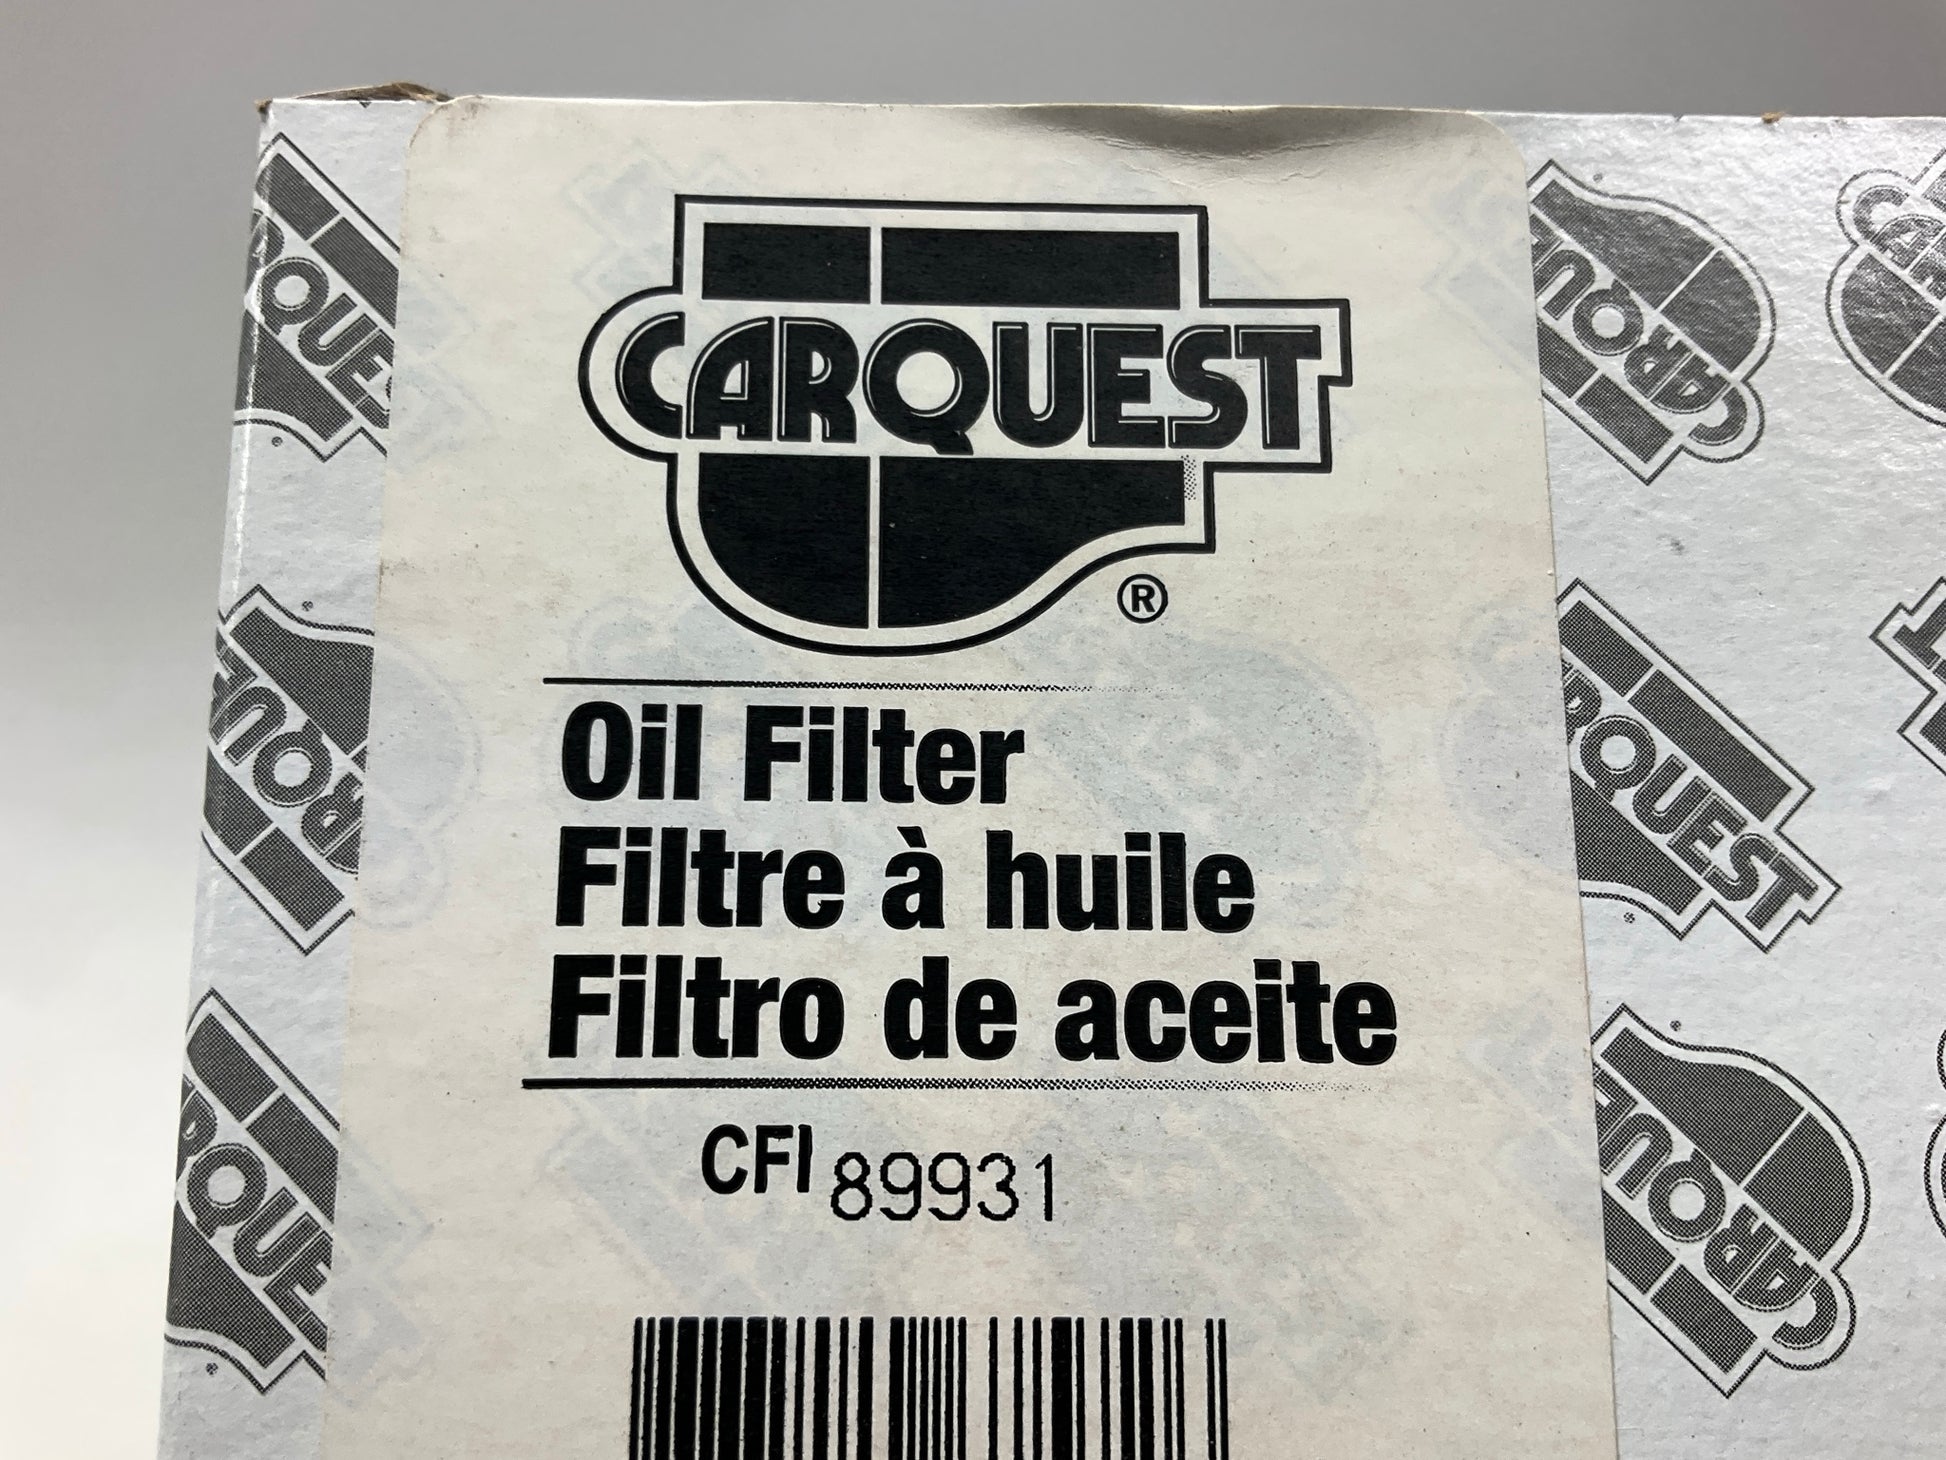 CARQUEST
®
Oil Filter
Filtre à huile
Filtro de aceite
CFI 89931